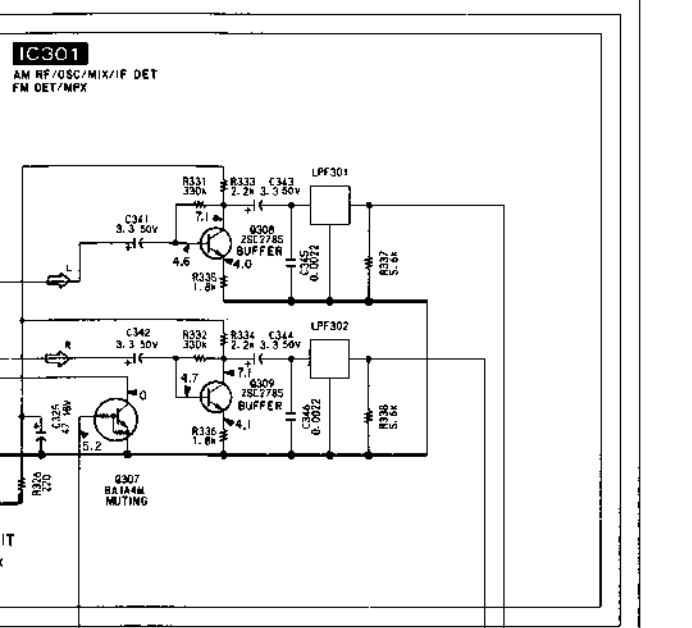 IC301
AM RF/OSC/MIX/IF DET
FM DET/MPX
LPF301
R331
330k
R333
2.2k
C343
3.3 50V
7.1
C341
3.3 50V
Q308
2SC2785
BUFFER
4.6
4.0
L
R335
1.8k
C345
0.0022
R337
5.6k
LPF302
R
C342
3.3 50V
R332
330k
R334
2.2k
C344
3.3 50V
4.7
7.1
Q309
2SC2785
BUFFER
0
4.1
R336
1.8k
C346
0.0022
R338
5.6k
C325
47 16V
5.2
R326
220
Q307
BA1A4M
MUTING
IT